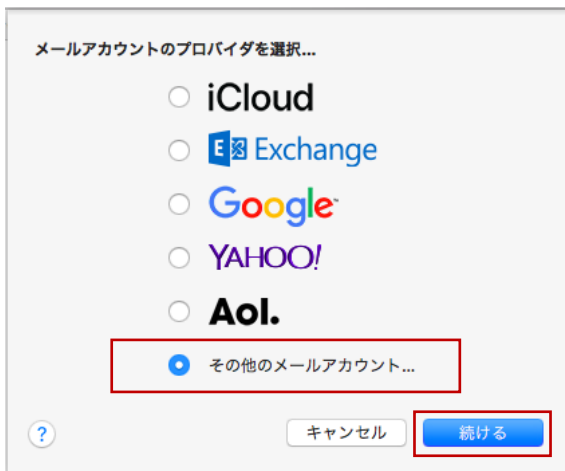 メールアカウントのプロバイダを選択...
iCloud
E Exchange
Google™
YAHOO!
Aol.
その他のメールアカウント...
? キャンセル 続ける